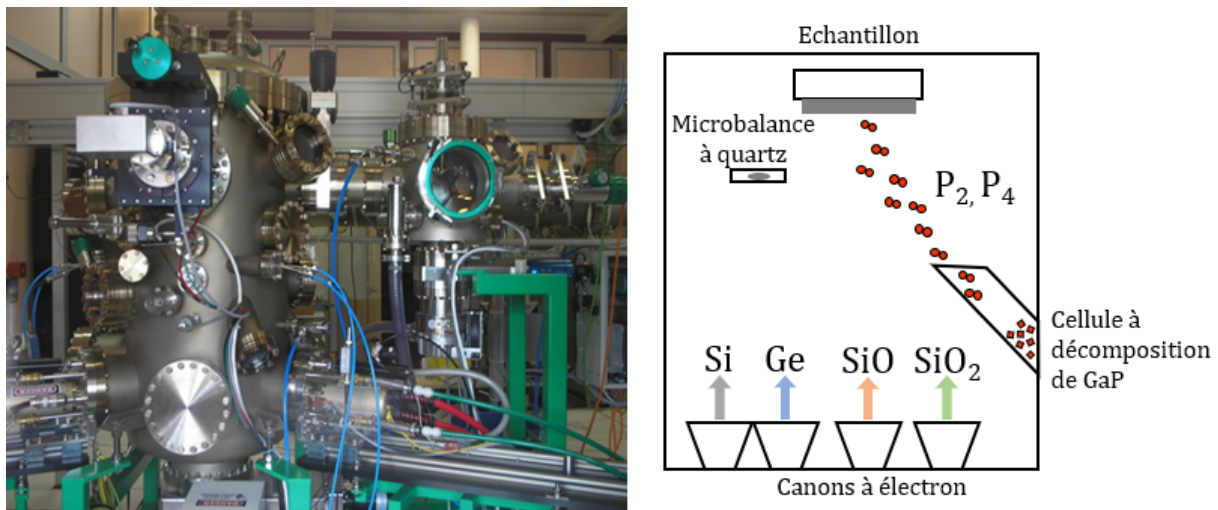 Echantillon
Microbalance
à quartz
P2, P4
Si Ge SiO SiO2
Cellule à
décomposition
de GaP
Canons à électron